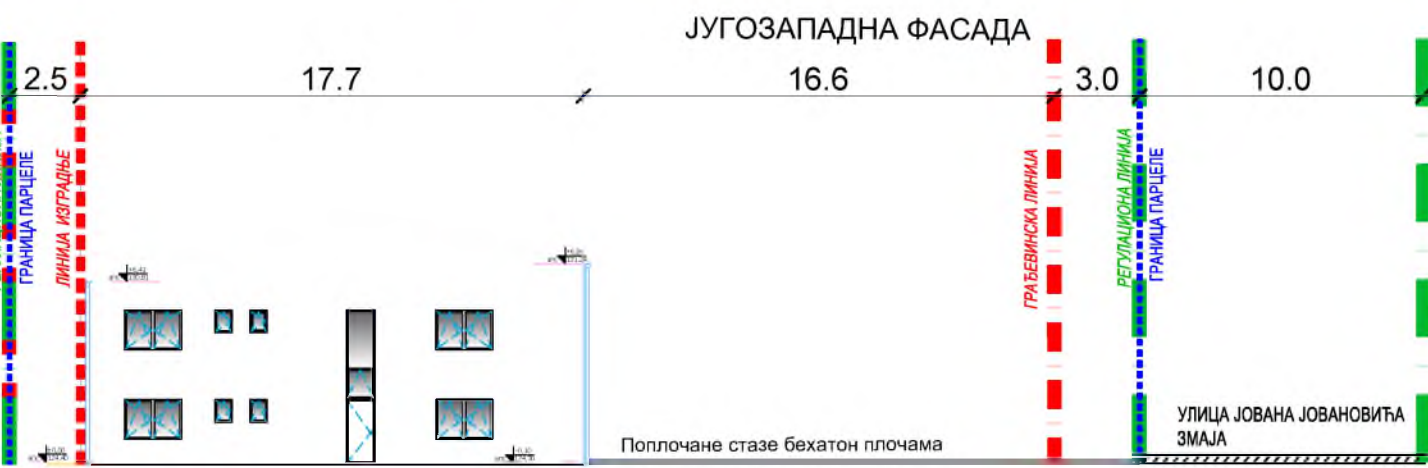 ЈУГОЗАПАДНА ФАСАДА
2.5
17.7
16.6
3.0
10.0
ГРАНИЦА ПАРЦЕЛЕ
ЛИНИЈА ИЗГРАДЊЕ
ГРАЂЕВИНСКА ЛИНИЈА
РЕГУЛАЦИОНА ЛИНИЈА
ГРАНИЦА ПАРЦЕЛЕ
Поплочане стазе бехатон плочама
УЛИЦА ЈОВАНА ЈОВАНОВИЋА
ЗМАЈА